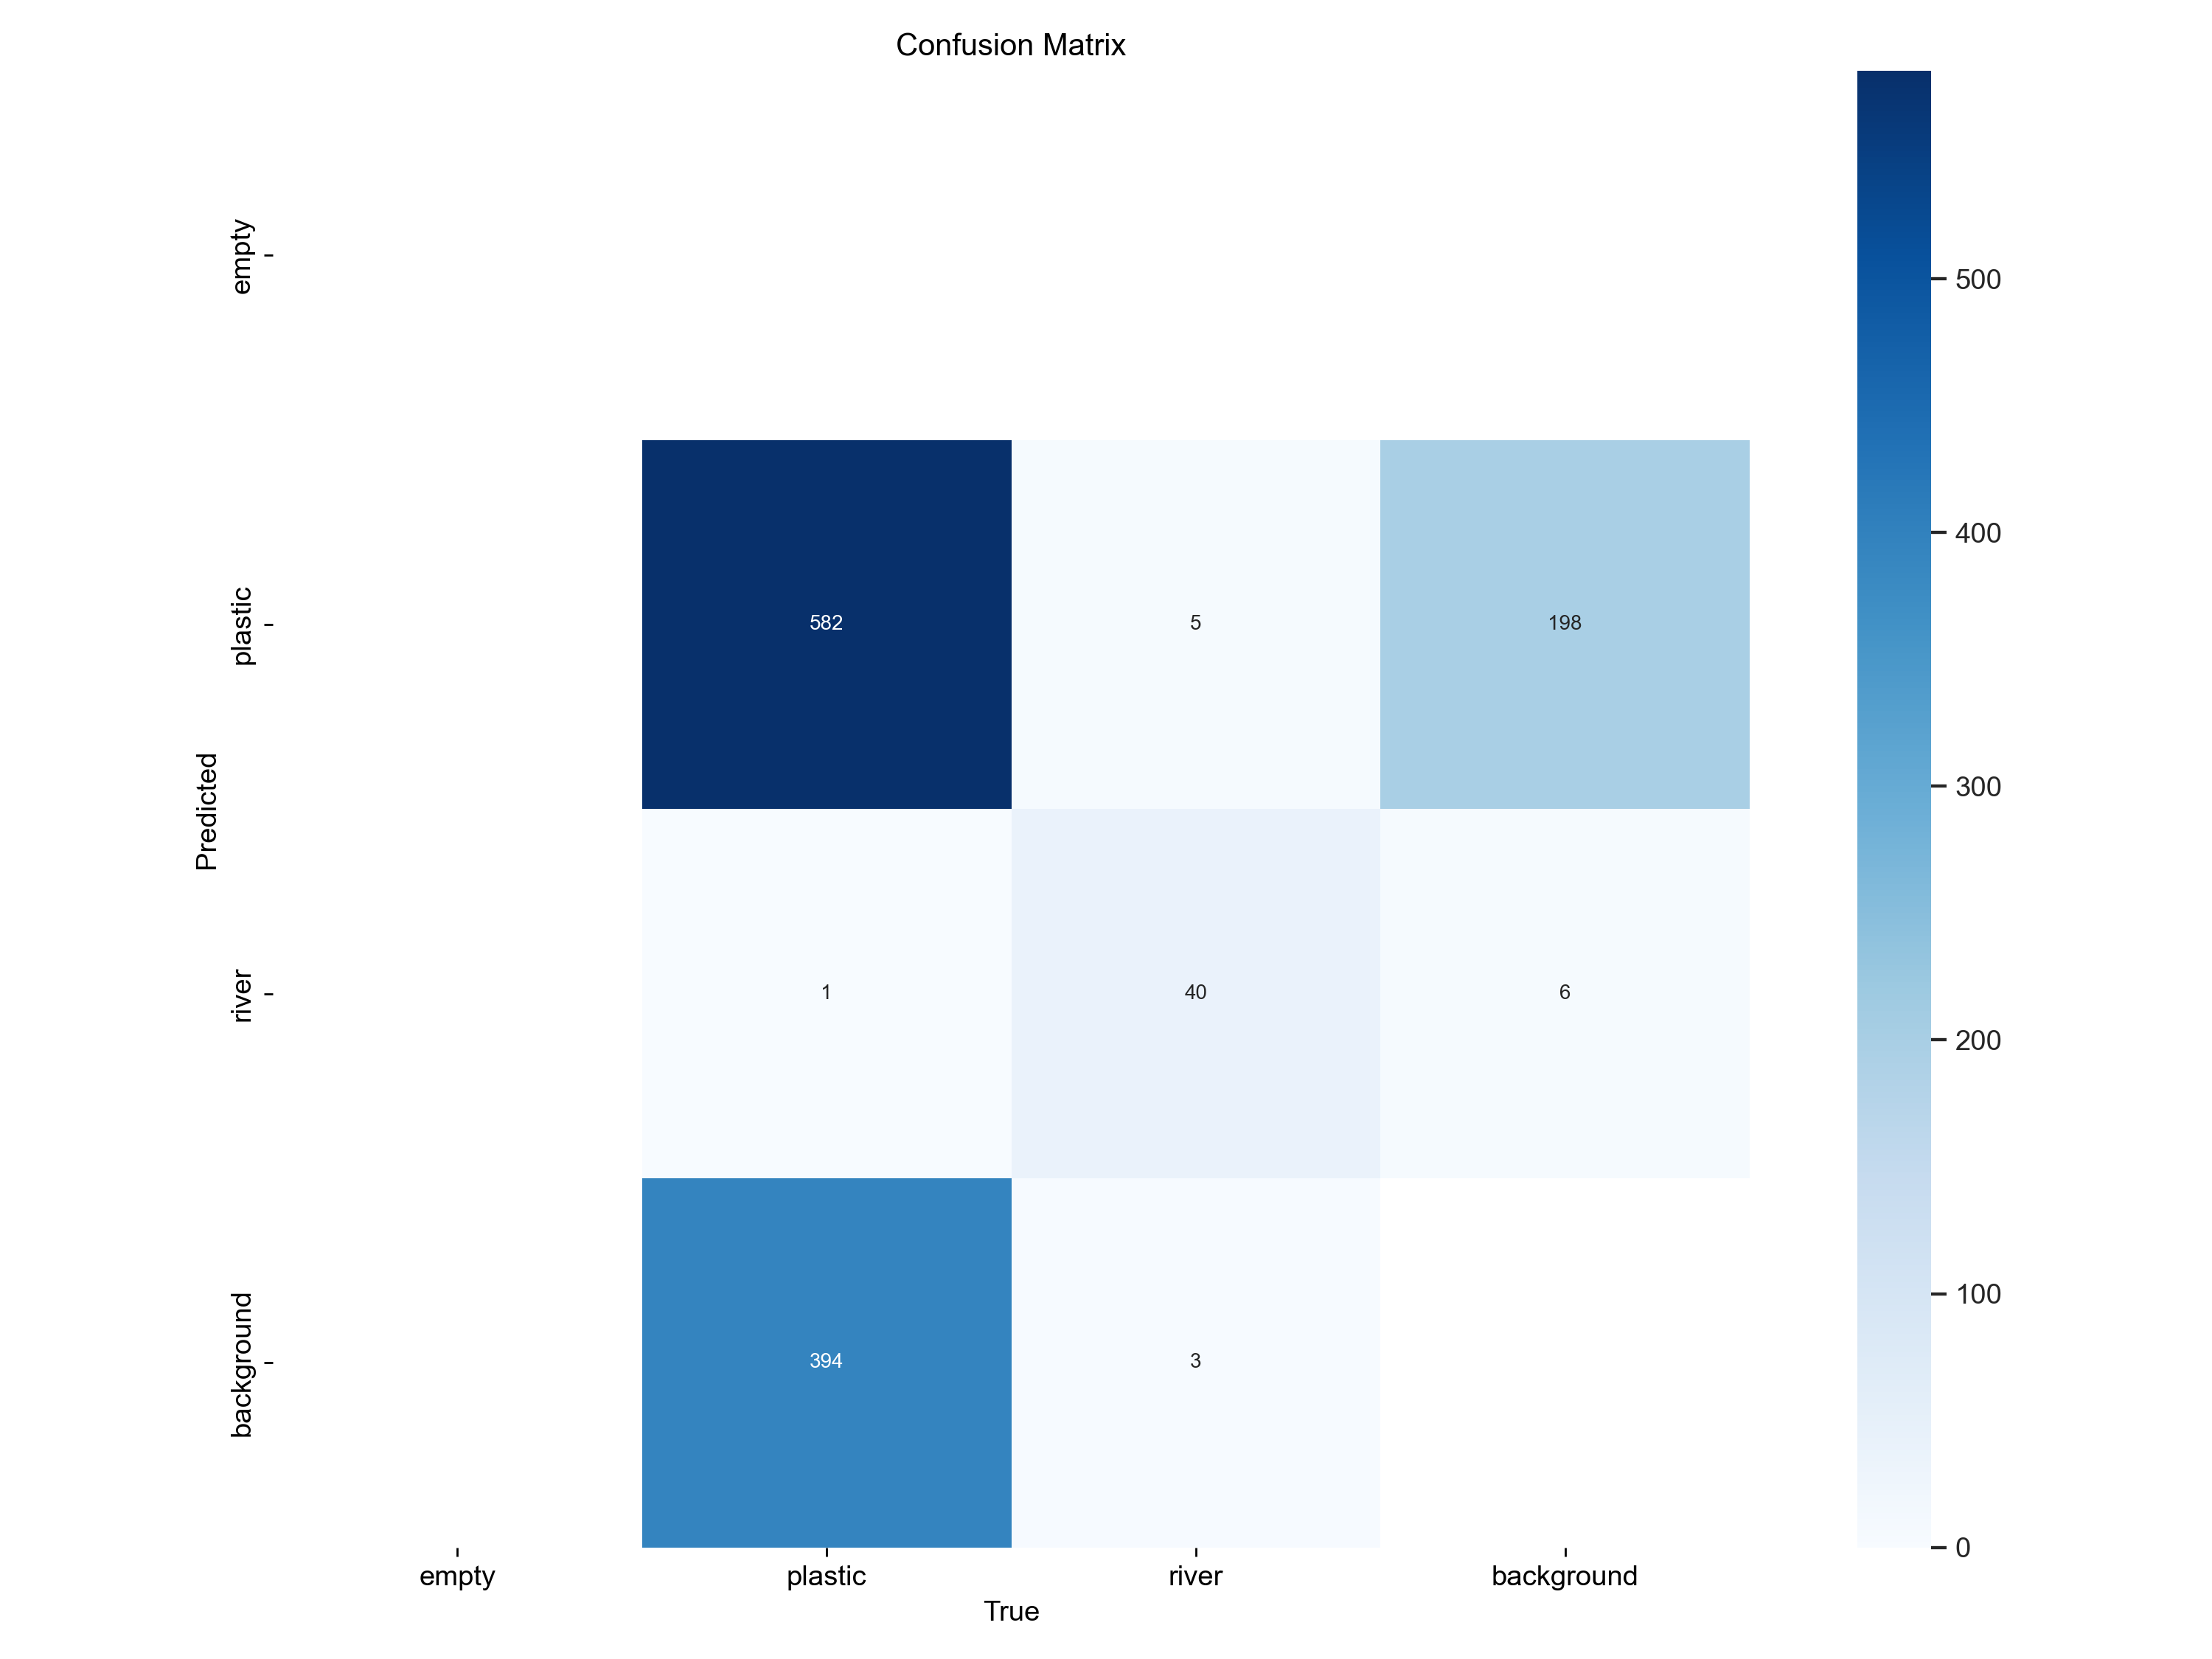 Confusion Matrix
empty
plastic
river
background
Predicted
582
5
198
1
40
6
394
3
empty
plastic
river
background
True
500
400
300
200
100
0